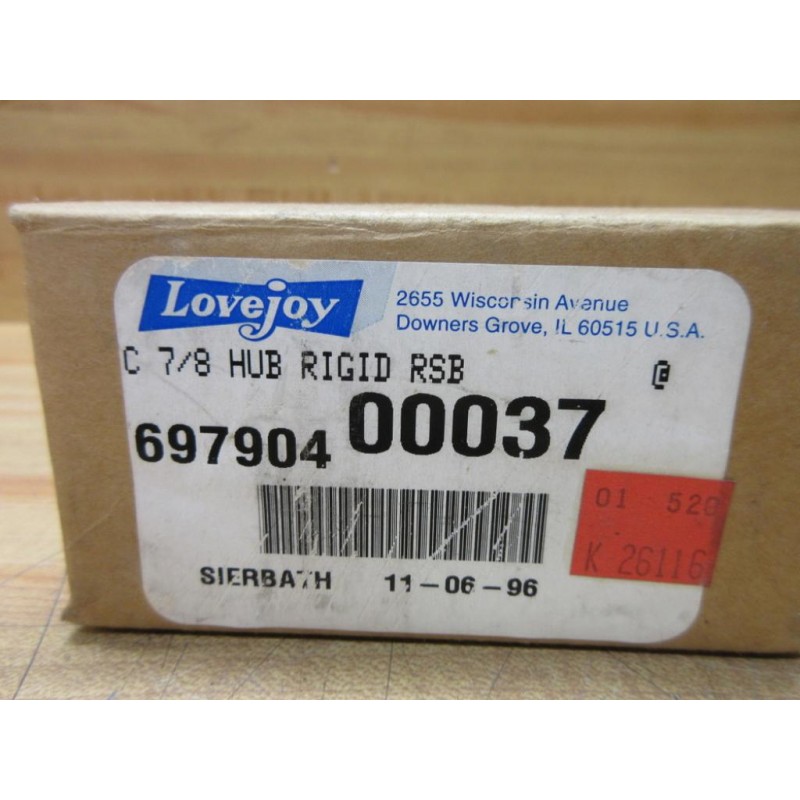 Lovejoy
2655 Wisconsin Avenue
Downers Grove, IL 60515 U.S.A.
C 7/8 HUB RIGID RSB @
697904 00037
01 520
K 26116
SIERBATH 11-06-96